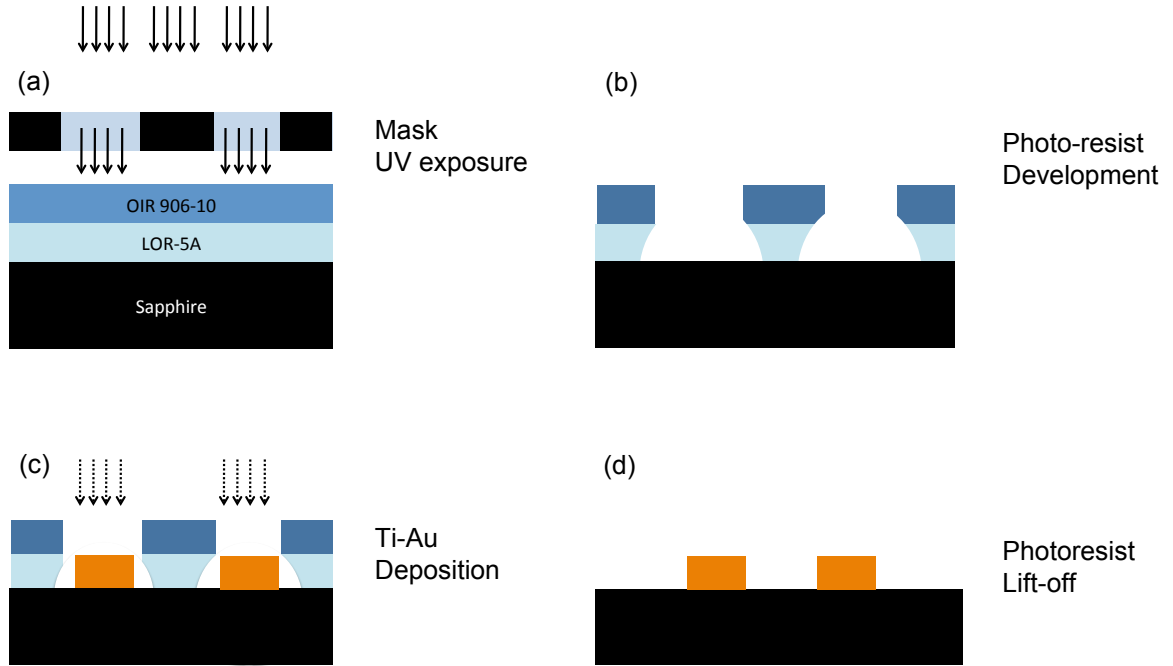 (a)
Mask
UV exposure
OIR 906-10
LOR-5A
Sapphire
(b)
Photo-resist
Development
(c)
Ti-Au
Deposition
(d)
Photoresist
Lift-off